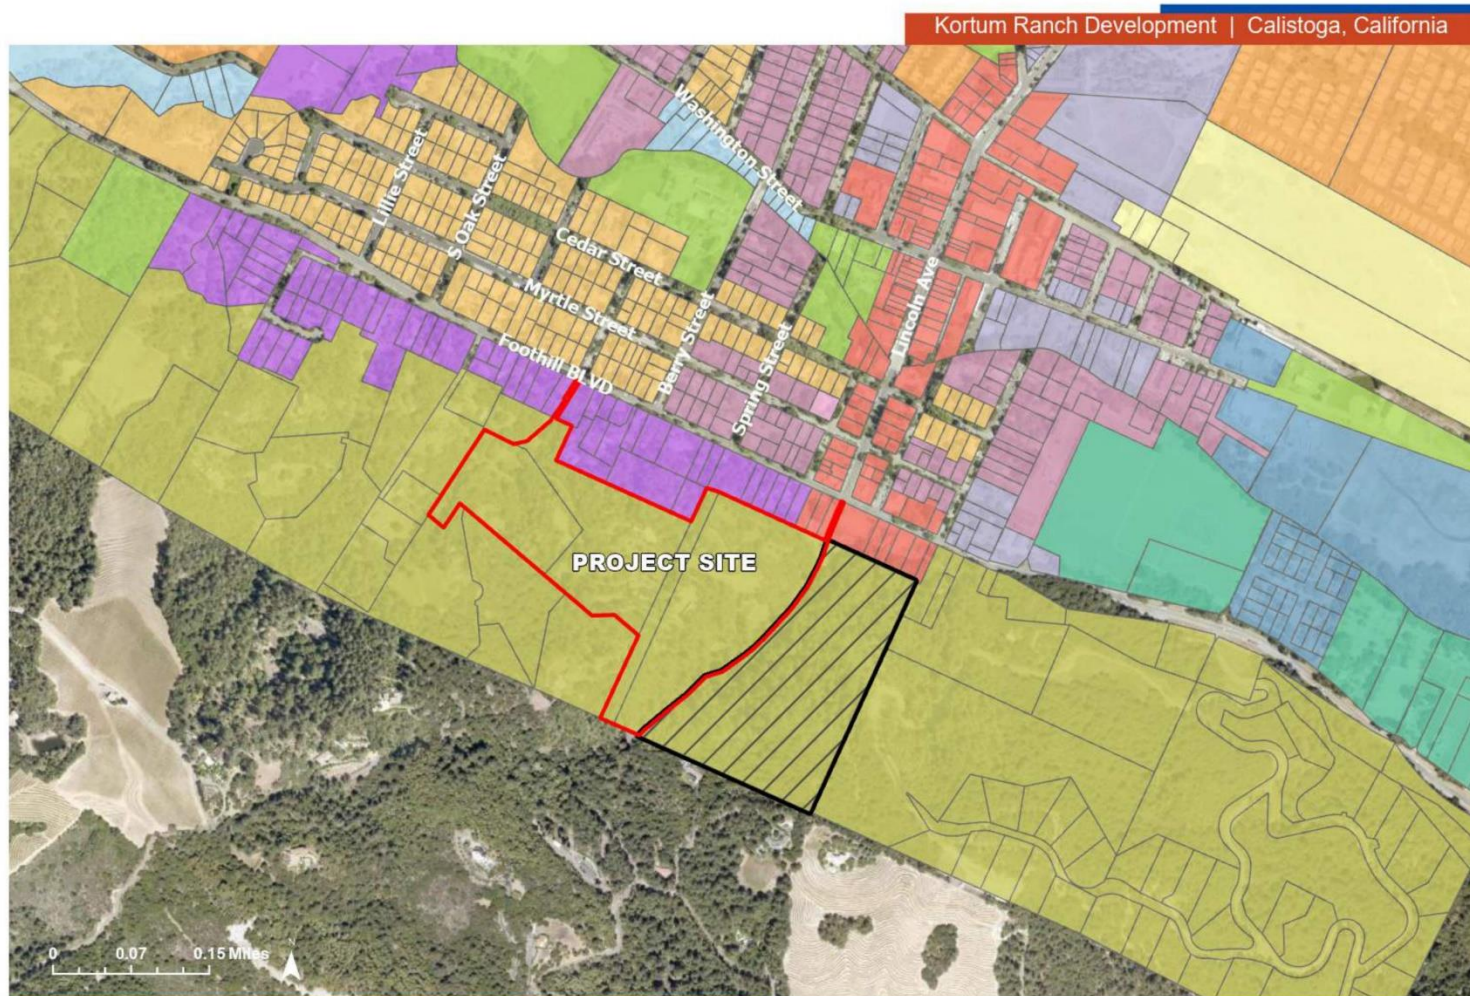 Kortum Ranch Development | Calistoga, California
Washington Street
Lillie Street
S Oak Street
Cedar Street
Myrtle Street
Foothill BLVD
Berry Street
Spring Street
Lincoln Ave
PROJECT SITE
0 0.07 0.15 Miles
N